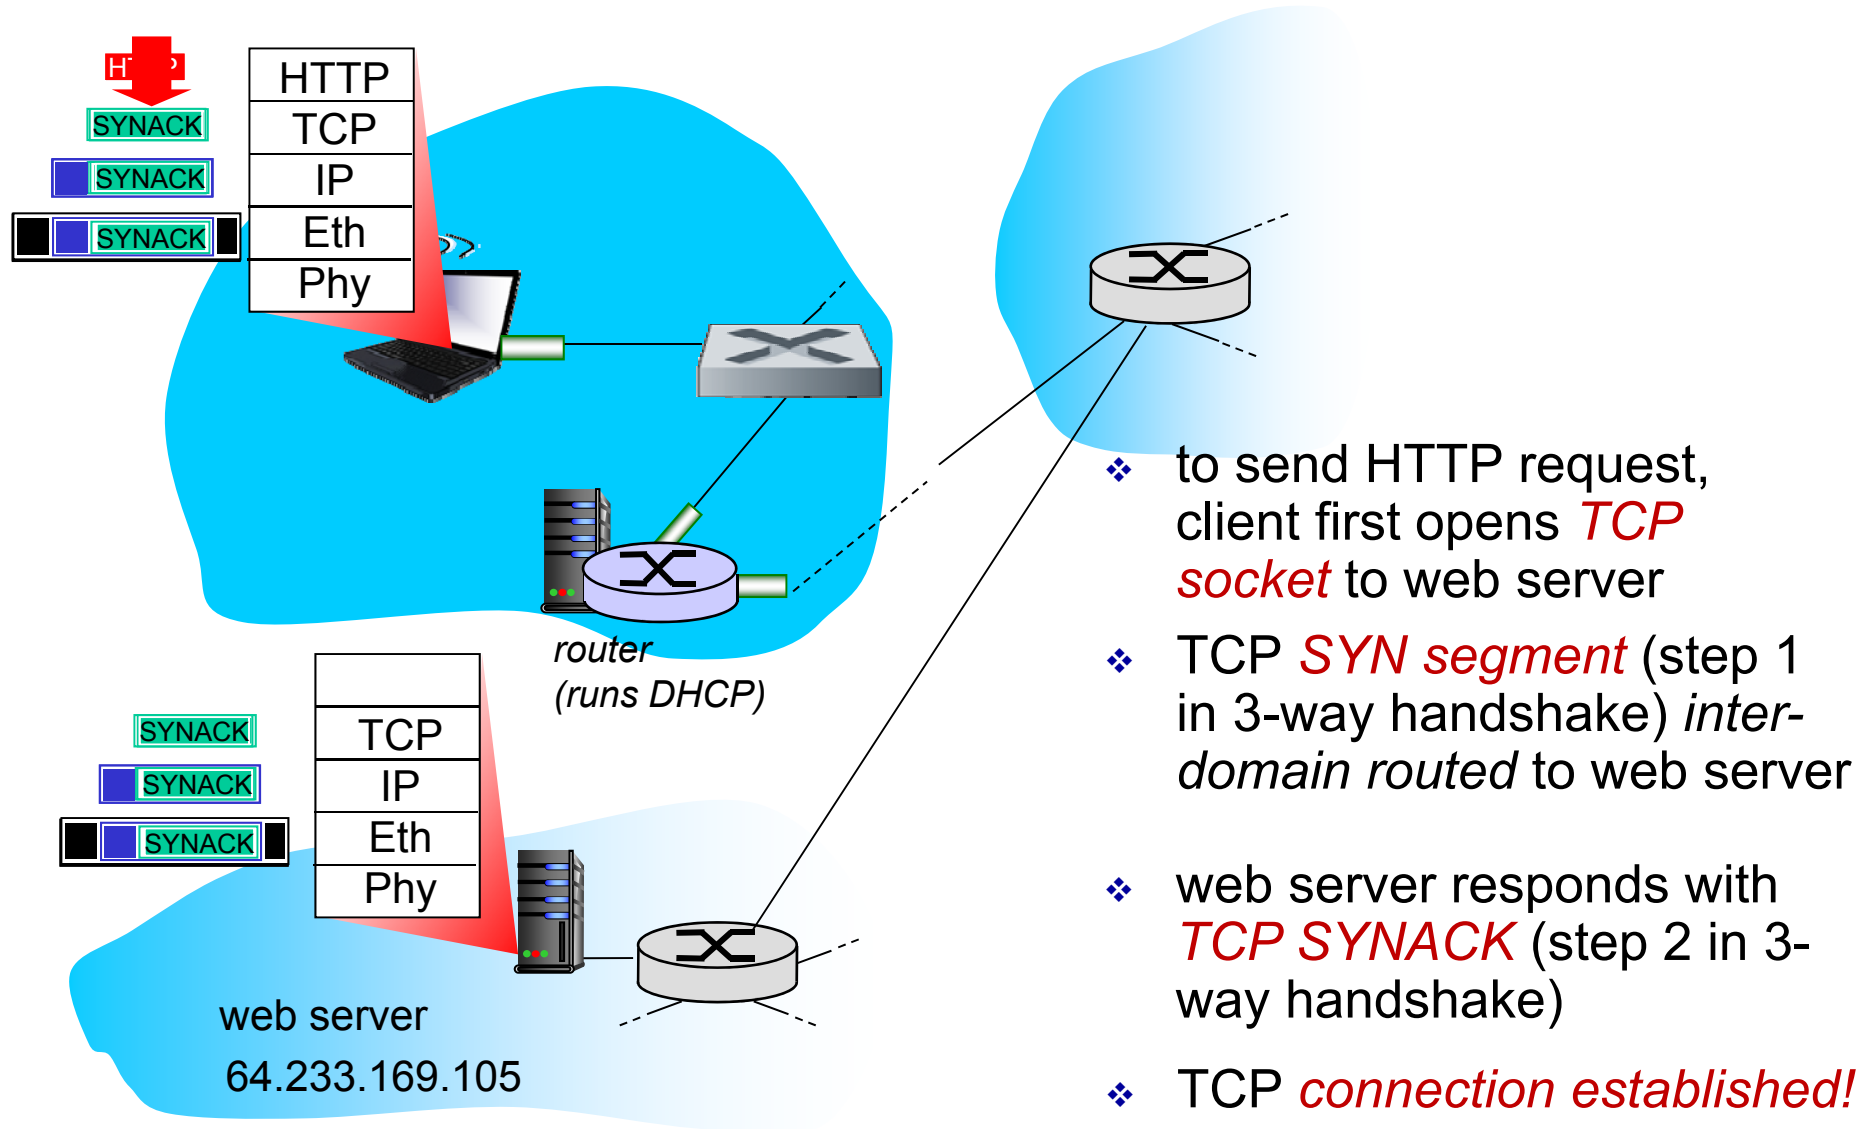 HTTP
SYNACK
SYNACK
SYNACK
HTTP
TCP
IP
Eth
Phy
router
(runs DHCP)
SYNACK
SYNACK
SYNACK
TCP
IP
Eth
Phy
web server
64.233.169.105
to send HTTP request,
client first opens TCP
socket to web server
TCP SYN segment (step 1
in 3-way handshake) inter-
domain routed to web server
web server responds with
TCP SYNACK (step 2 in 3-
way handshake)
TCP connection established!